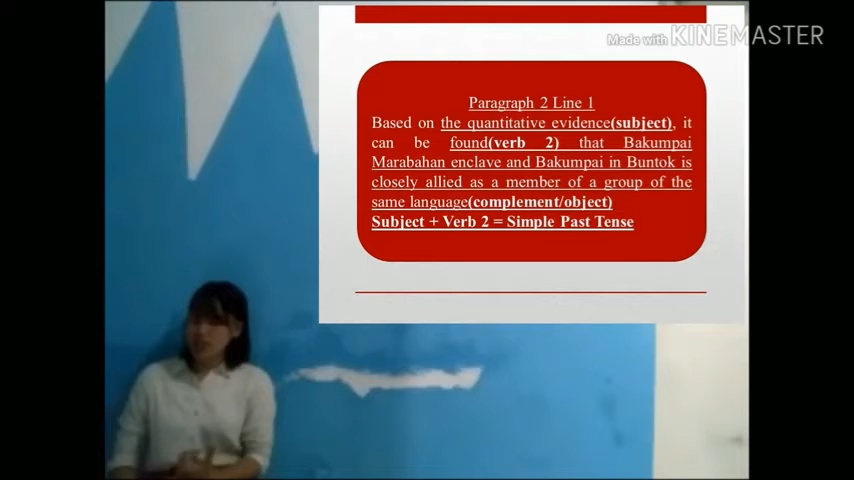 Made with KINEMASTER
Paragraph 2 Line 1
Based on the quantitative evidence(subject), it
can be found(verb 2) that Bakumpai
Marabahan enclave and Bakumpai in Buntok is
closely allied as a member of a group of the
same language(complement/object)
Subject + Verb 2 = Simple Past Tense